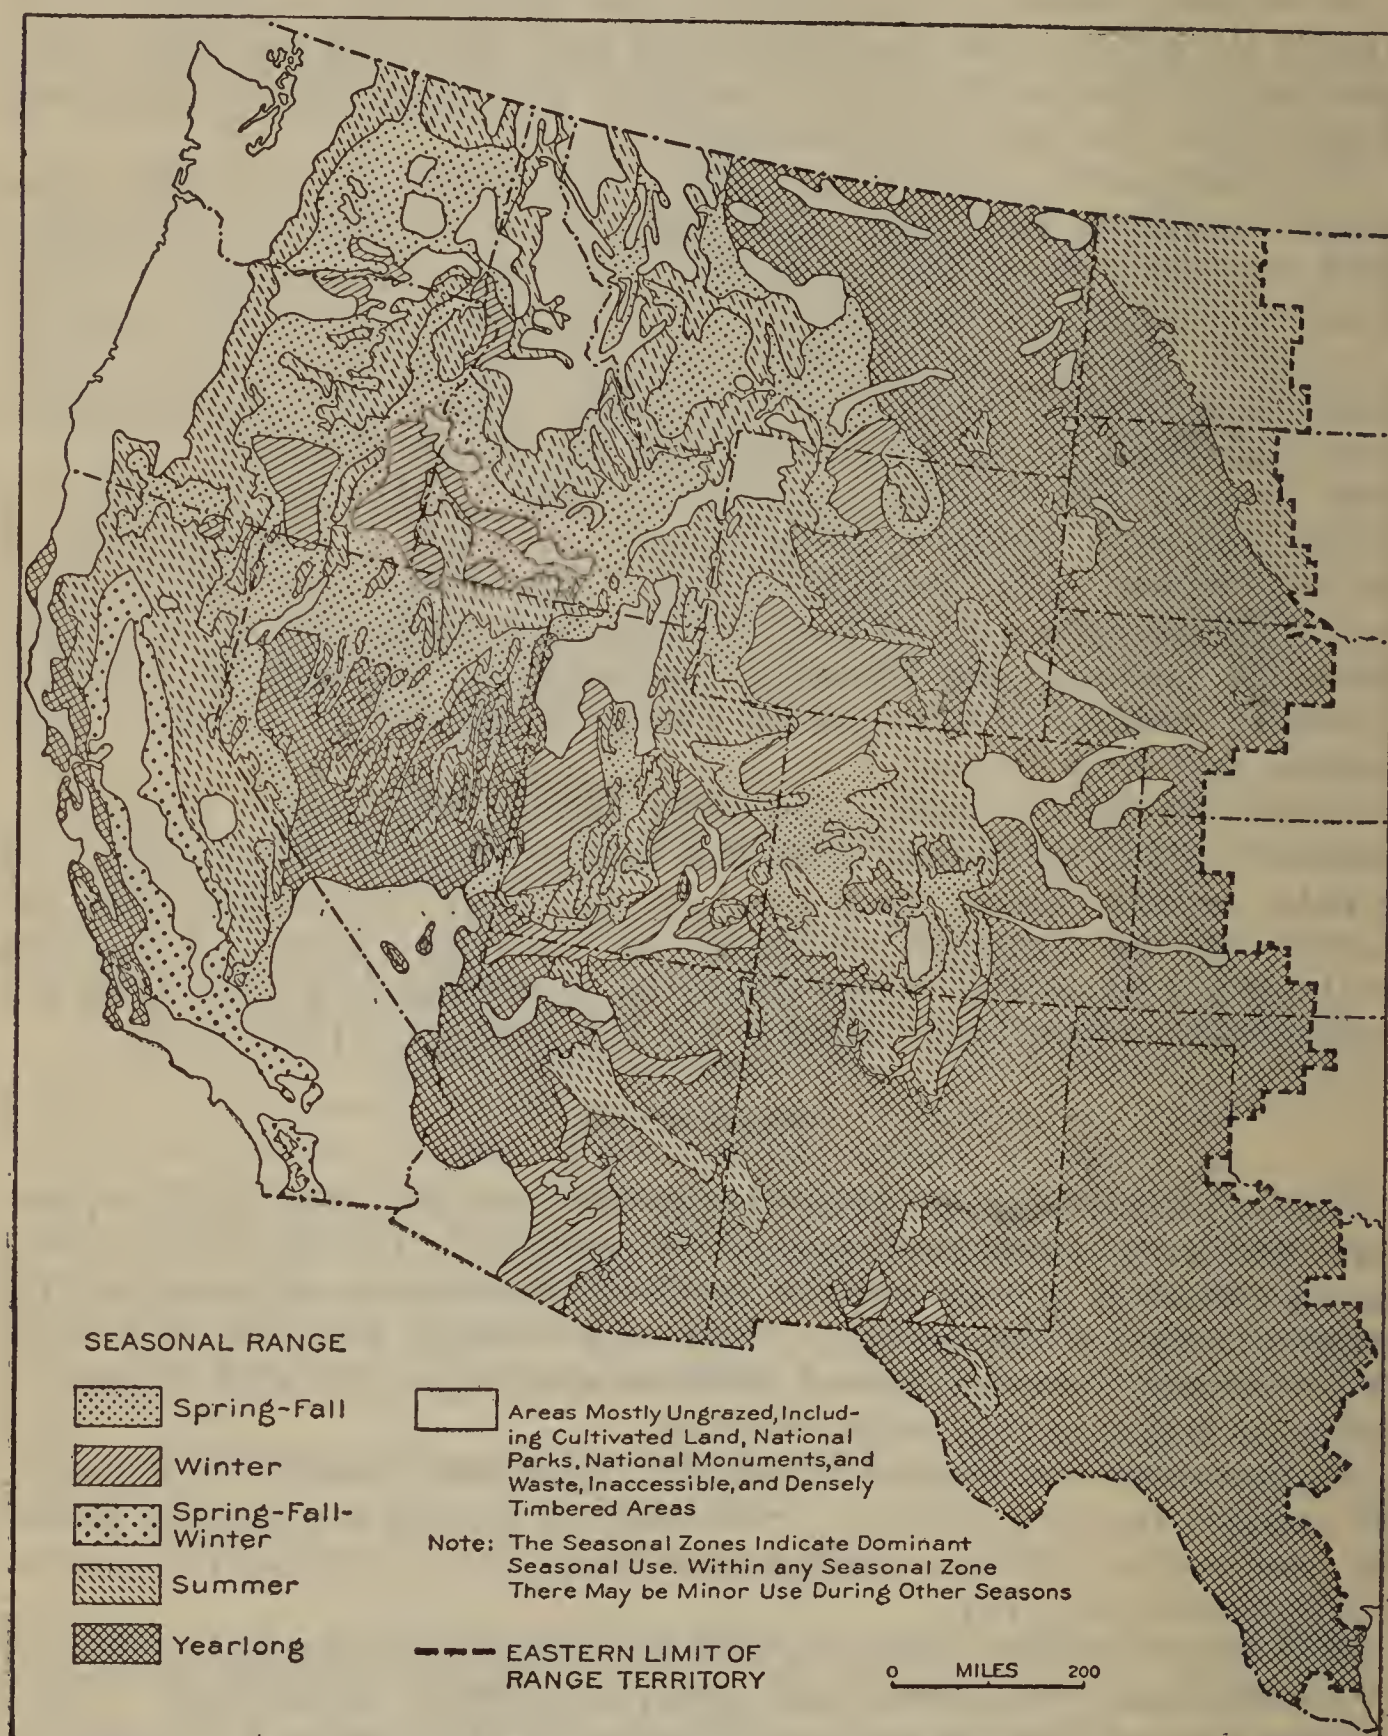 SEASONAL RANGE
Spring-Fall
Winter
Spring-Fall-
Winter
Summer
Yearlong
Areas Mostly Ungrazed, Includ-
ing Cultivated Land, National
Parks, National Monuments, and
Waste, Inaccessible, and Densely
Timbered Areas
Note: The Seasonal Zones Indicate Dominant
Seasonal Use. Within any Seasonal Zone
There May be Minor Use During Other Seasons
EASTERN LIMIT OF
RANGE TERRITORY
0 MILES 200